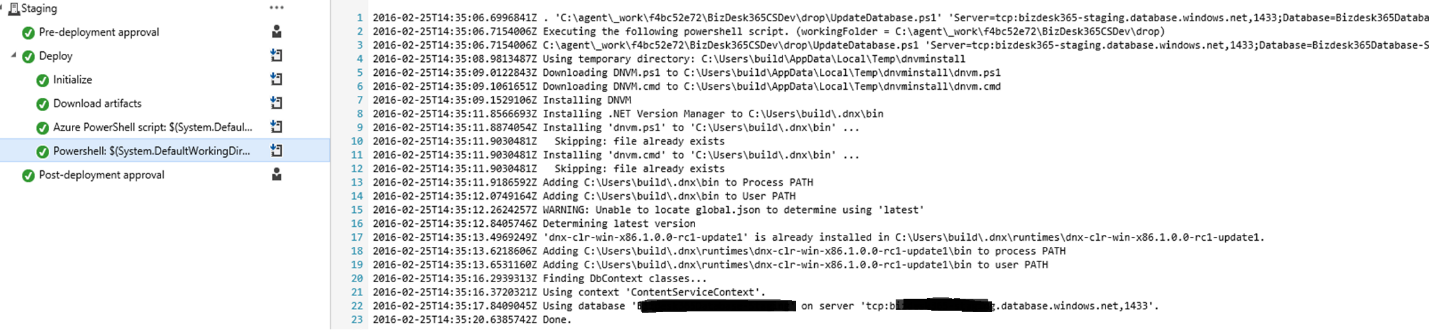 Staging
Pre-deployment approval
Deploy
Initialize
Download artifacts
Azure PowerShell script: $(System.Defaul...
Powershell: $(System.DefaultWorkingDir...
Post-deployment approval
1 2016-02-25T14:35:06.6996841Z . 'C:\agent\_work\f4bc52e72\BizDesk365CSDev\drop\UpdateDatabase.ps1' 'Server=tcp:bizdesk365-staging.database.windows.net,1433;Database=Bizdesk365Databa
2 2016-02-25T14:35:06.7154006Z Executing the following powershell script. (workingFolder = C:\agent\_work\f4bc52e72\BizDesk365CSDev\drop)
3 2016-02-25T14:35:06.7154006Z C:\agent\_work\f4bc52e72\BizDesk365CSDev\drop\UpdateDatabase.ps1 'Server=tcp:bizdesk365-staging.database.windows.net,1433;Database=Bizdesk365Database-S
4 2016-02-25T14:35:08.9813487Z Using temporary directory: C:\Users\build\AppData\Local\Temp\dnvminstall
5 2016-02-25T14:35:09.0122843Z Downloading DNVM.ps1 to C:\Users\build\AppData\Local\Temp\dnvminstall\dnvm.ps1
6 2016-02-25T14:35:09.1061651Z Downloading DNVM.cmd to C:\Users\build\AppData\Local\Temp\dnvminstall\dnvm.cmd
7 2016-02-25T14:35:09.1529106Z Installing DNVM
8 2016-02-25T14:35:11.8566693Z Installing .NET Version Manager to C:\Users\build\.dnx\bin
9 2016-02-25T14:35:11.8874054Z Installing 'dnvm.ps1' to 'C:\Users\build\.dnx\bin' ...
10 2016-02-25T14:35:11.9030481Z   Skipping: file already exists
11 2016-02-25T14:35:11.9030481Z Installing 'dnvm.cmd' to 'C:\Users\build\.dnx\bin' ...
12 2016-02-25T14:35:11.9030481Z   Skipping: file already exists
13 2016-02-25T14:35:11.9186592Z Adding C:\Users\build\.dnx\bin to Process PATH
14 2016-02-25T14:35:12.0749164Z Adding C:\Users\build\.dnx\bin to User PATH
15 2016-02-25T14:35:12.2624257Z WARNING: Unable to locate global.json to determine using 'latest'
16 2016-02-25T14:35:12.8405746Z Determining latest version
17 2016-02-25T14:35:13.4969249Z 'dnx-clr-win-x86.1.0.0-rc1-update1' is already installed in C:\Users\build\.dnx\runtimes\dnx-clr-win-x86.1.0.0-rc1-update1.
18 2016-02-25T14:35:13.6218606Z Adding C:\Users\build\.dnx\runtimes\dnx-clr-win-x86.1.0.0-rc1-update1\bin to process PATH
19 2016-02-25T14:35:13.6531160Z Adding C:\Users\build\.dnx\runtimes\dnx-clr-win-x86.1.0.0-rc1-update1\bin to user PATH
20 2016-02-25T14:35:16.2939313Z Finding DbContext classes...
21 2016-02-25T14:35:16.3720321Z Using context 'ContentServiceContext'.
22 2016-02-25T14:35:17.8409045Z Using database ' on server 'tcp:bi .database.windows.net,1433'.
23 2016-02-25T14:35:20.6385742Z Done.